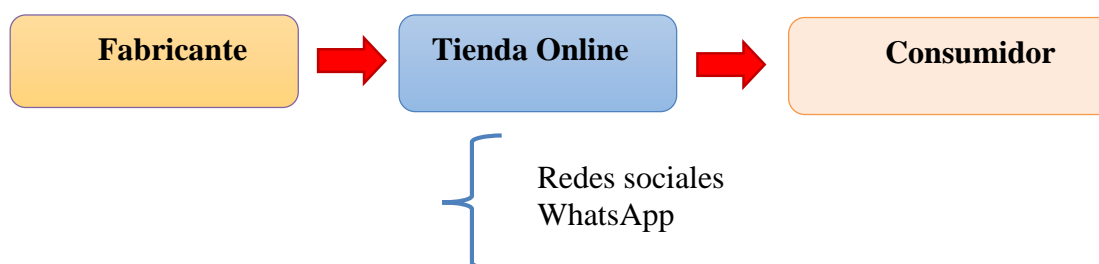 Fabricante
Tienda Online
Consumidor
Redes sociales
WhatsApp